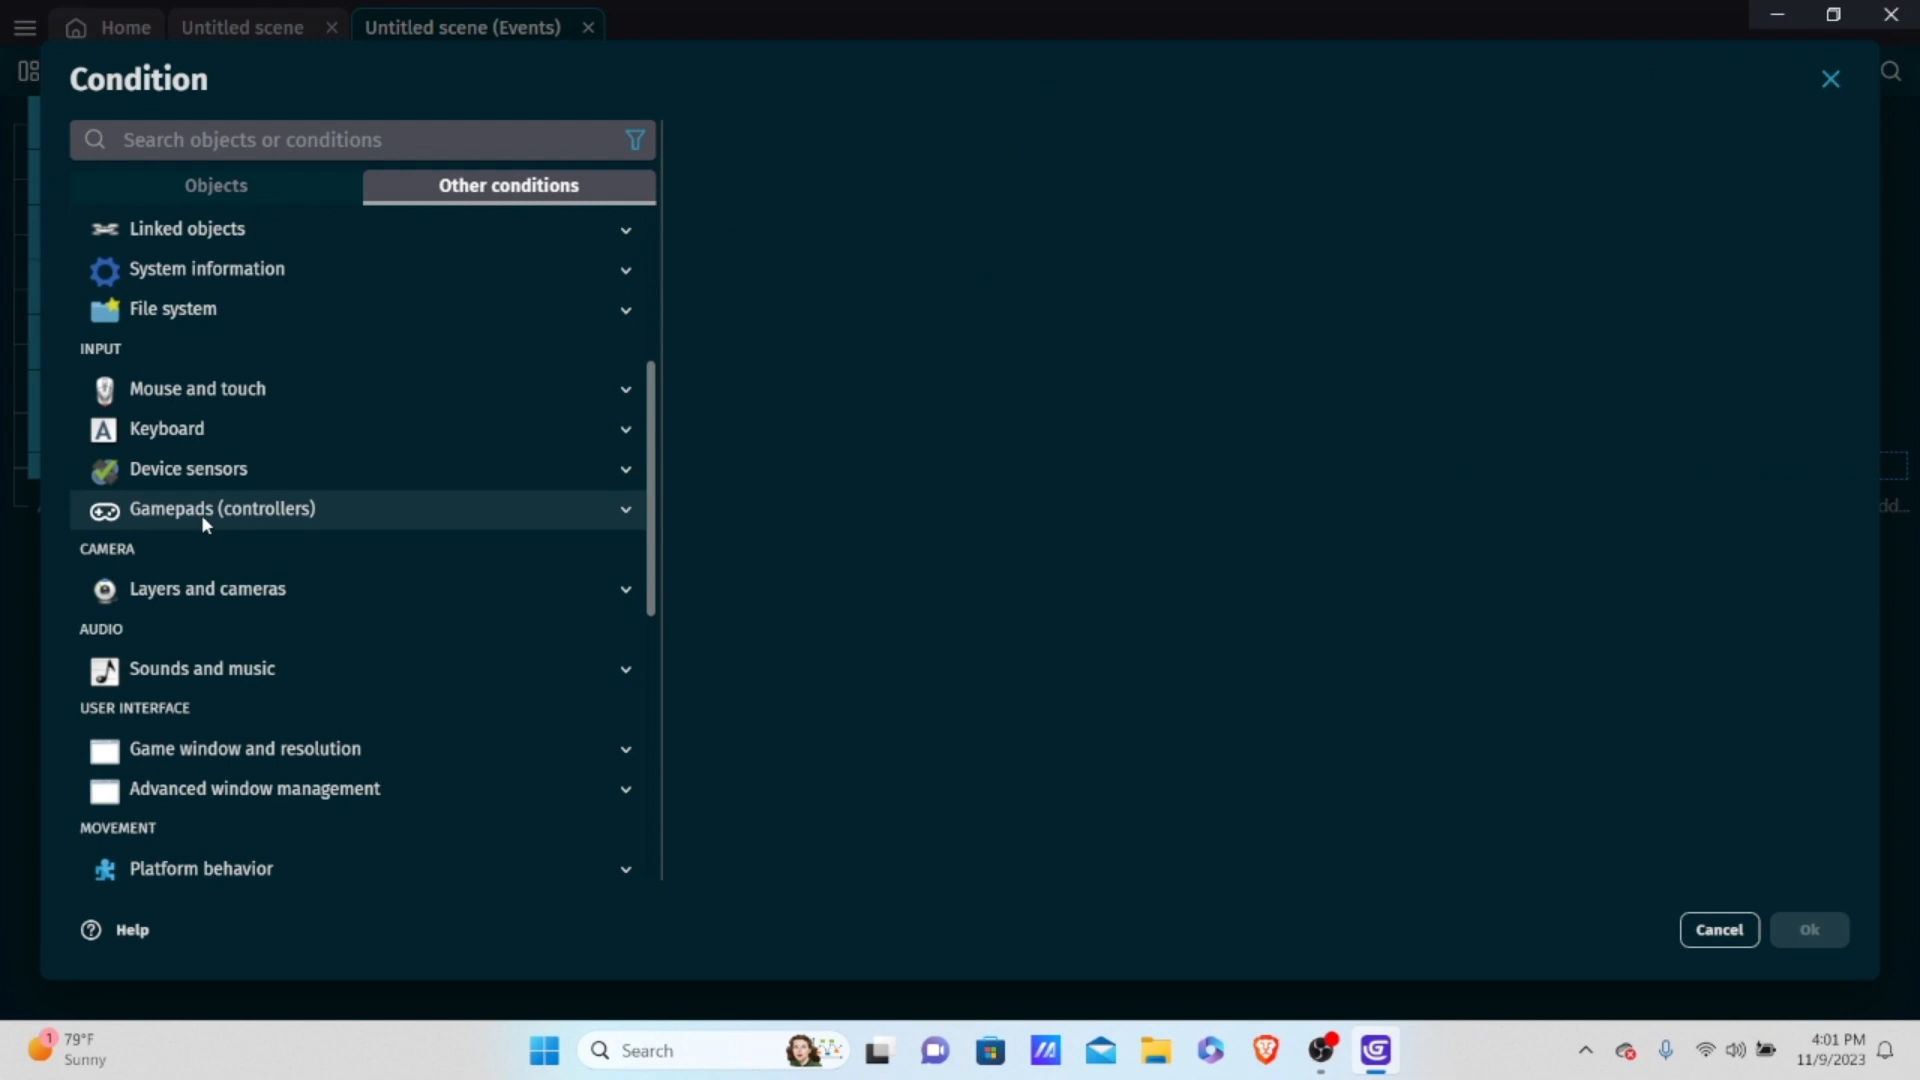 Home
Untitled scene
Untitled scene (Events)
Condition
Search objects or conditions
Objects
Other conditions
Linked objects
System information
File system
INPUT
Mouse and touch
A Keyboard
Device sensors
Gamepads (controllers)
dd...
CAMERA
Layers and cameras
AUDIO
Sounds and music
USER INTERFACE
Game window and resolution
Advanced window management
MOVEMENT
Platform behavior
? Help
Cancel
Ok
1
79°F
Sunny
Search
4:01 PM
11/9/2023